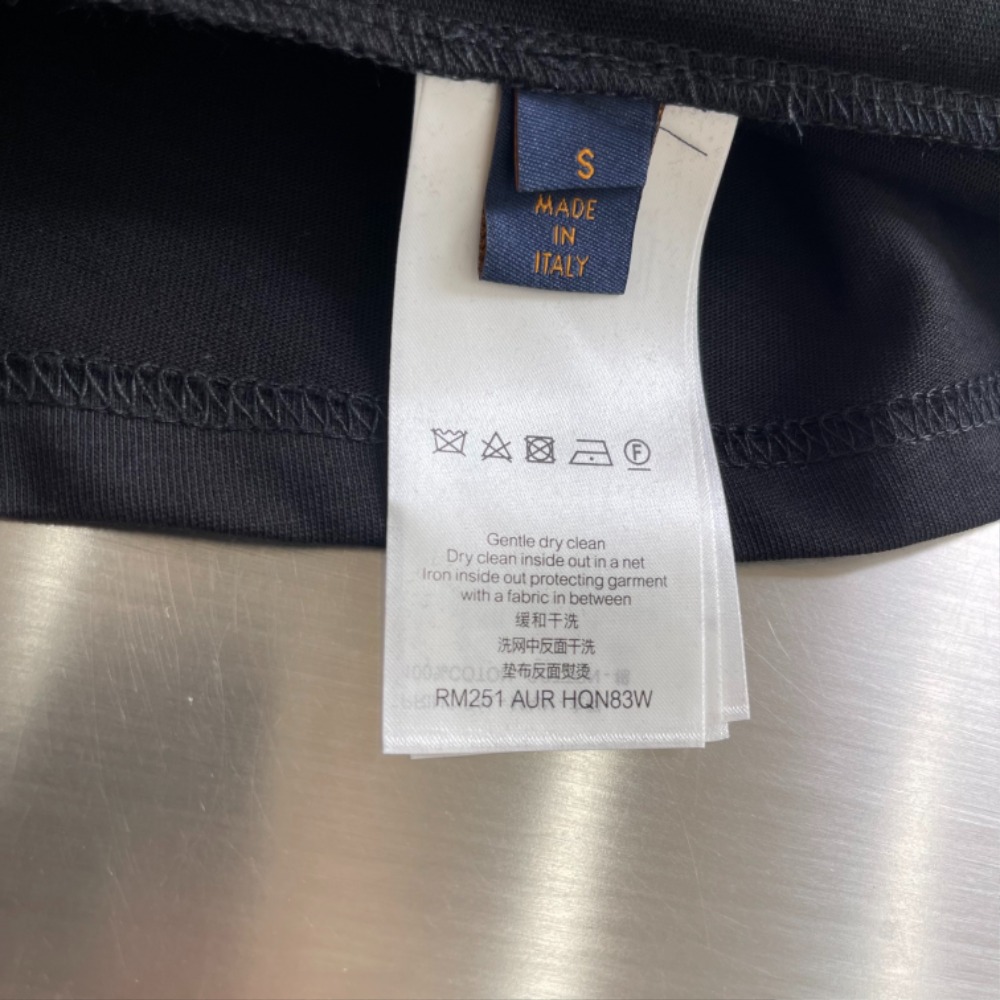 S
MADE
IN
ITALY
F
Gentle dry clean
Dry clean inside out in a net
Iron inside out protecting garment
with a fabric in between
缓和干洗
洗网中反面干洗
垫布反面熨烫
RM251 AUR HQN83W